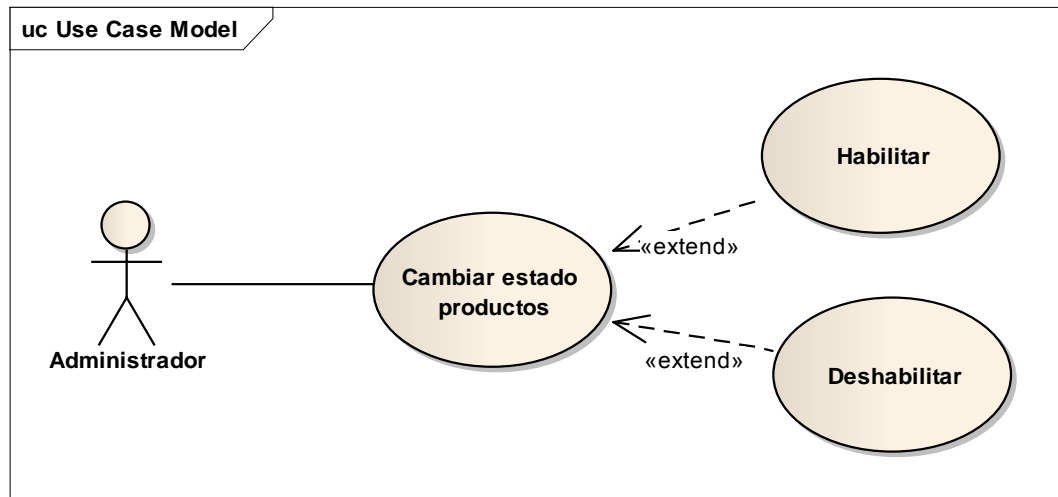 uc Use Case Model
Habilitar
«extend»
Cambiar estado
productos
Administrador
«extend»
Deshabilitar